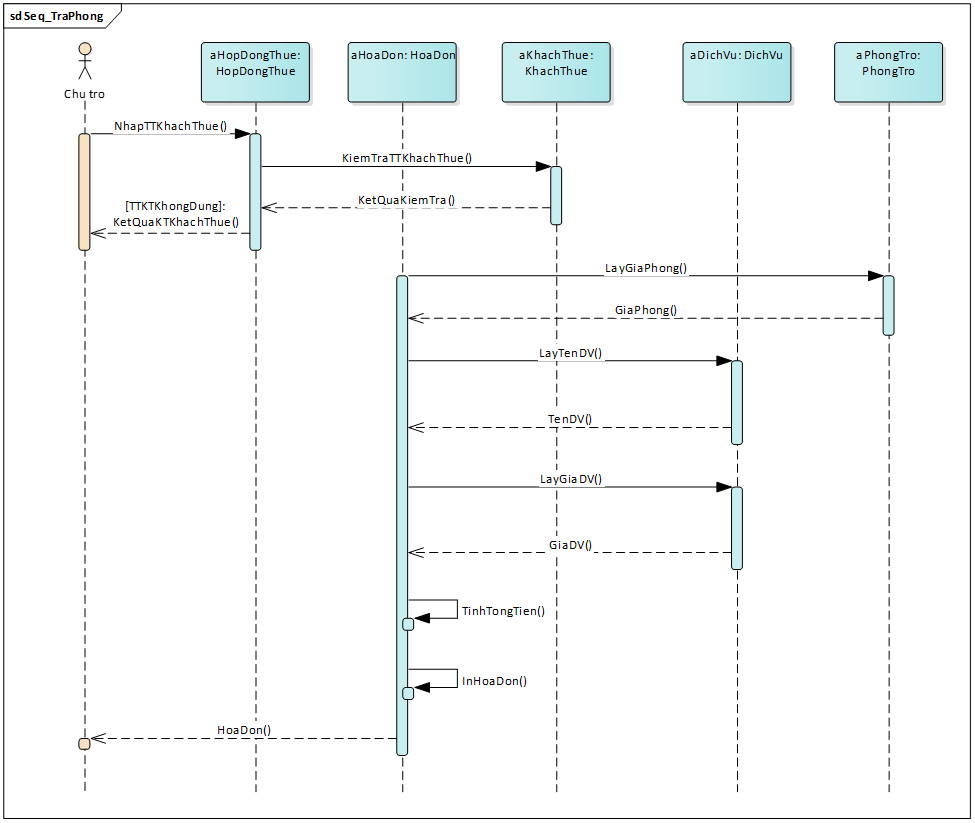 sd Seq_TraPhong
Chu tro
aHopDongThue:
HopDongThue
aHoaDon: HoaDon
aKhachThue:
KhachThue
aDichVu: DichVu
aPhongTro:
PhongTro
NhapTTKhachThue()
KiemTraTTKhachThue()
KetQuaKiemTra()
[TTKTKhongDung]:
KetQuaKTKhachThue()
LayGiaPhong()
GiaPhong()
LayTenDV()
TenDV()
LayGiaDV()
GiaDV()
TinhTongTien()
InHoaDon()
HoaDon()